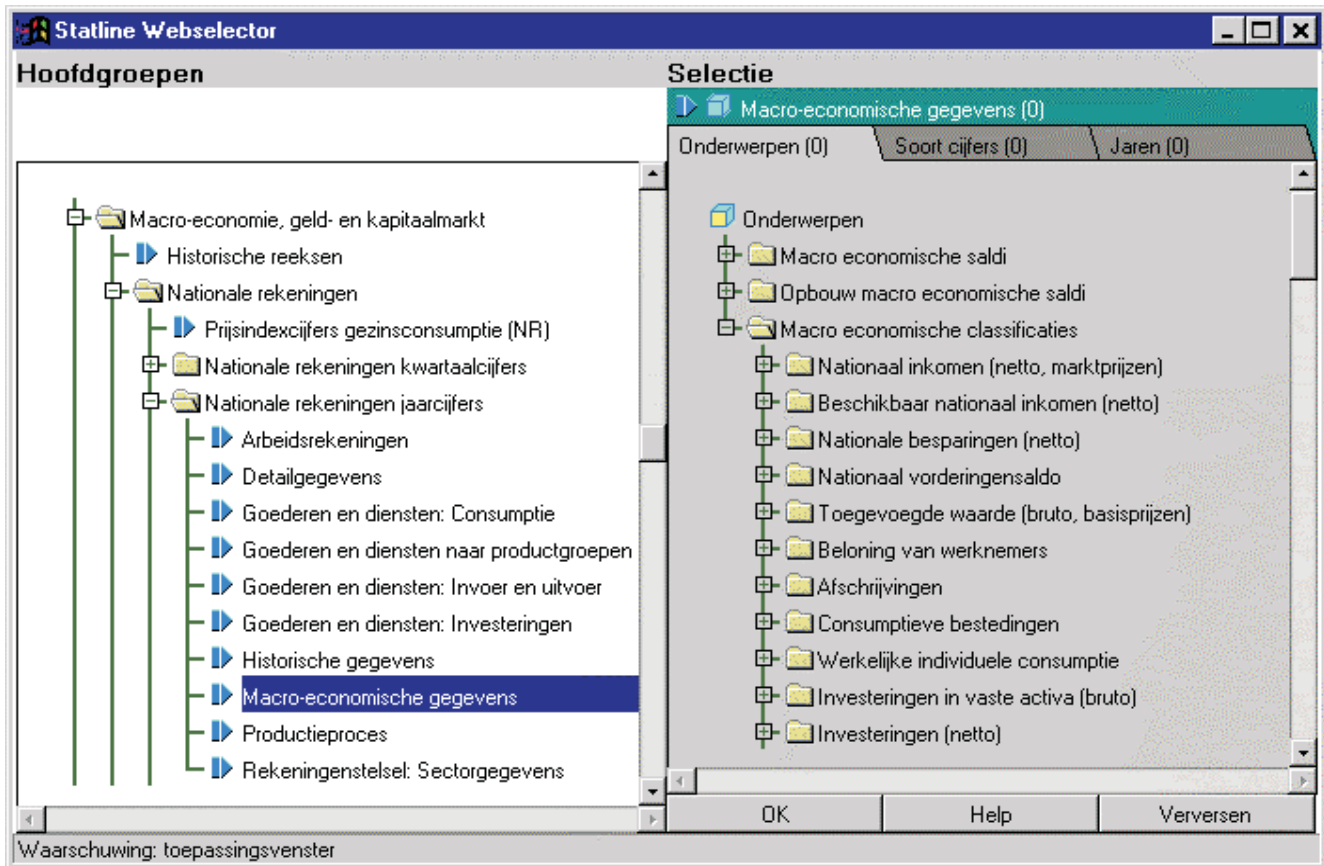 Statline Webselector
Hoofdgroepen
Macro-economie, geld- en kapitaalmarkt
Historische reeksen
Nationale rekeningen
Prijsindexcijfers gezinsconsumptie (NR)
Nationale rekeningen kwartaalcijfers
Nationale rekeningen jaarcijfers
Arbeidsrekeningen
Detailgegevens
Goederen en diensten: Consumptie
Goederen en diensten naar productgroepen
Goederen en diensten: Invoer en uitvoer
Goederen en diensten: Investeringen
Historische gegevens
Macro-economische gegevens
Productieproces
Rekeningenstelsel: Sectorgegevens
Selectie
Macro-economische gegevens (0)
Onderwerpen (0) Soort cijfers (0) Jaren (0)
Onderwerpen
Macro economische saldi
Opbouw macro economische saldi
Macro economische classificaties
Nationaal inkomen (netto, marktprijzen)
Beschikbaar nationaal inkomen (netto)
Nationale besparingen (netto)
Nationaal vorderingensaldo
Toegevoegde waarde (bruto, basisprijzen)
Beloning van werknemers
Afschrijvingen
Consumptieve bestedingen
Werkelijke individuele consumptie
Investeringen in vaste activa (bruto)
Investeringen (netto)
OK Help Verversen
Waarschuwing: toepassingsvenster